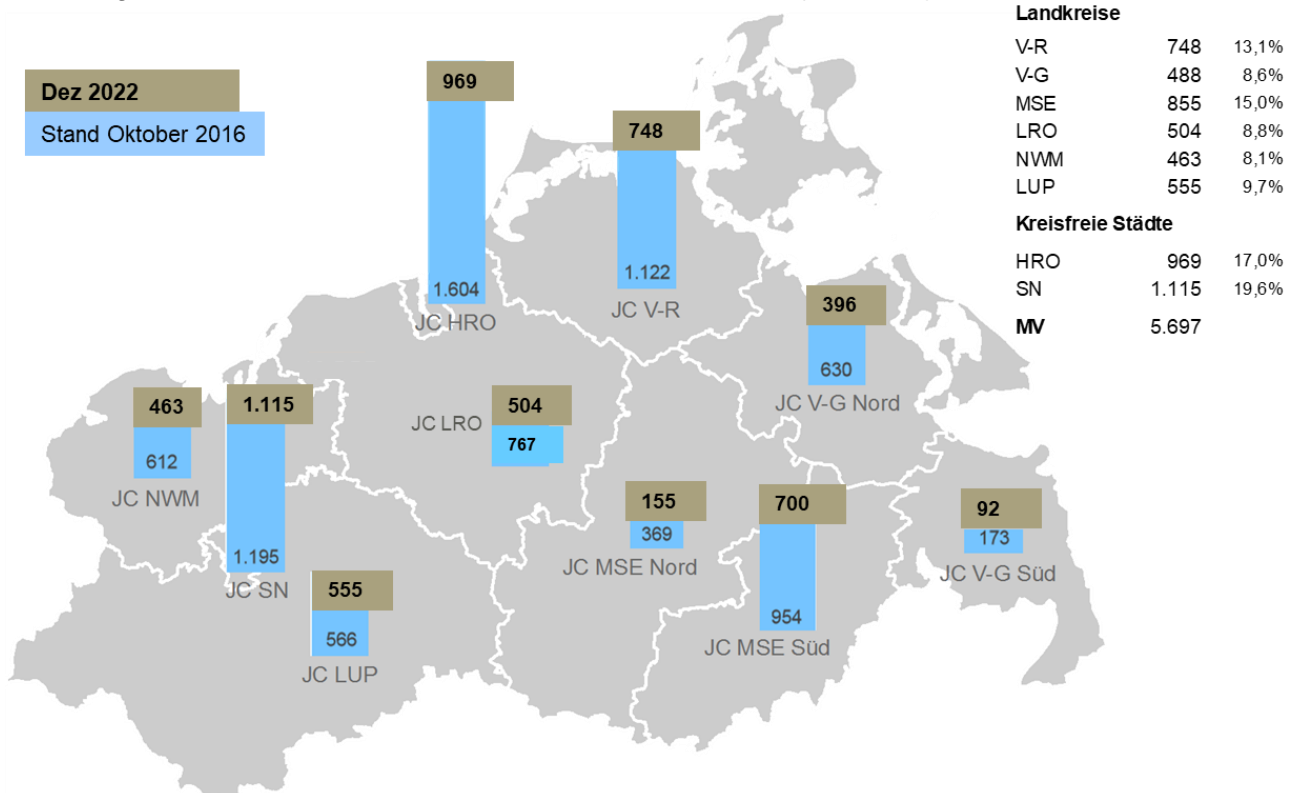 Dez 2022
Stand Oktober 2016
969
1.604
JC HRO
748
1.122
JC V-R
396
630
JC V-G Nord
463
612
JC NWM
1.115
1.195
JC SN
504
JC LRO
767
155
369
JC MSE Nord
700
954
JC MSE Süd
92
173
JC V-G Süd
555
566
JC LUP
Landkreise
V-R 748 13,1%
V-G 488 8,6%
MSE 855 15,0%
LRO 504 8,8%
NWM 463 8,1%
LUP 555 9,7%
Kreisfreie Städte
HRO 969 17,0%
SN 1.115 19,6%
MV 5.697